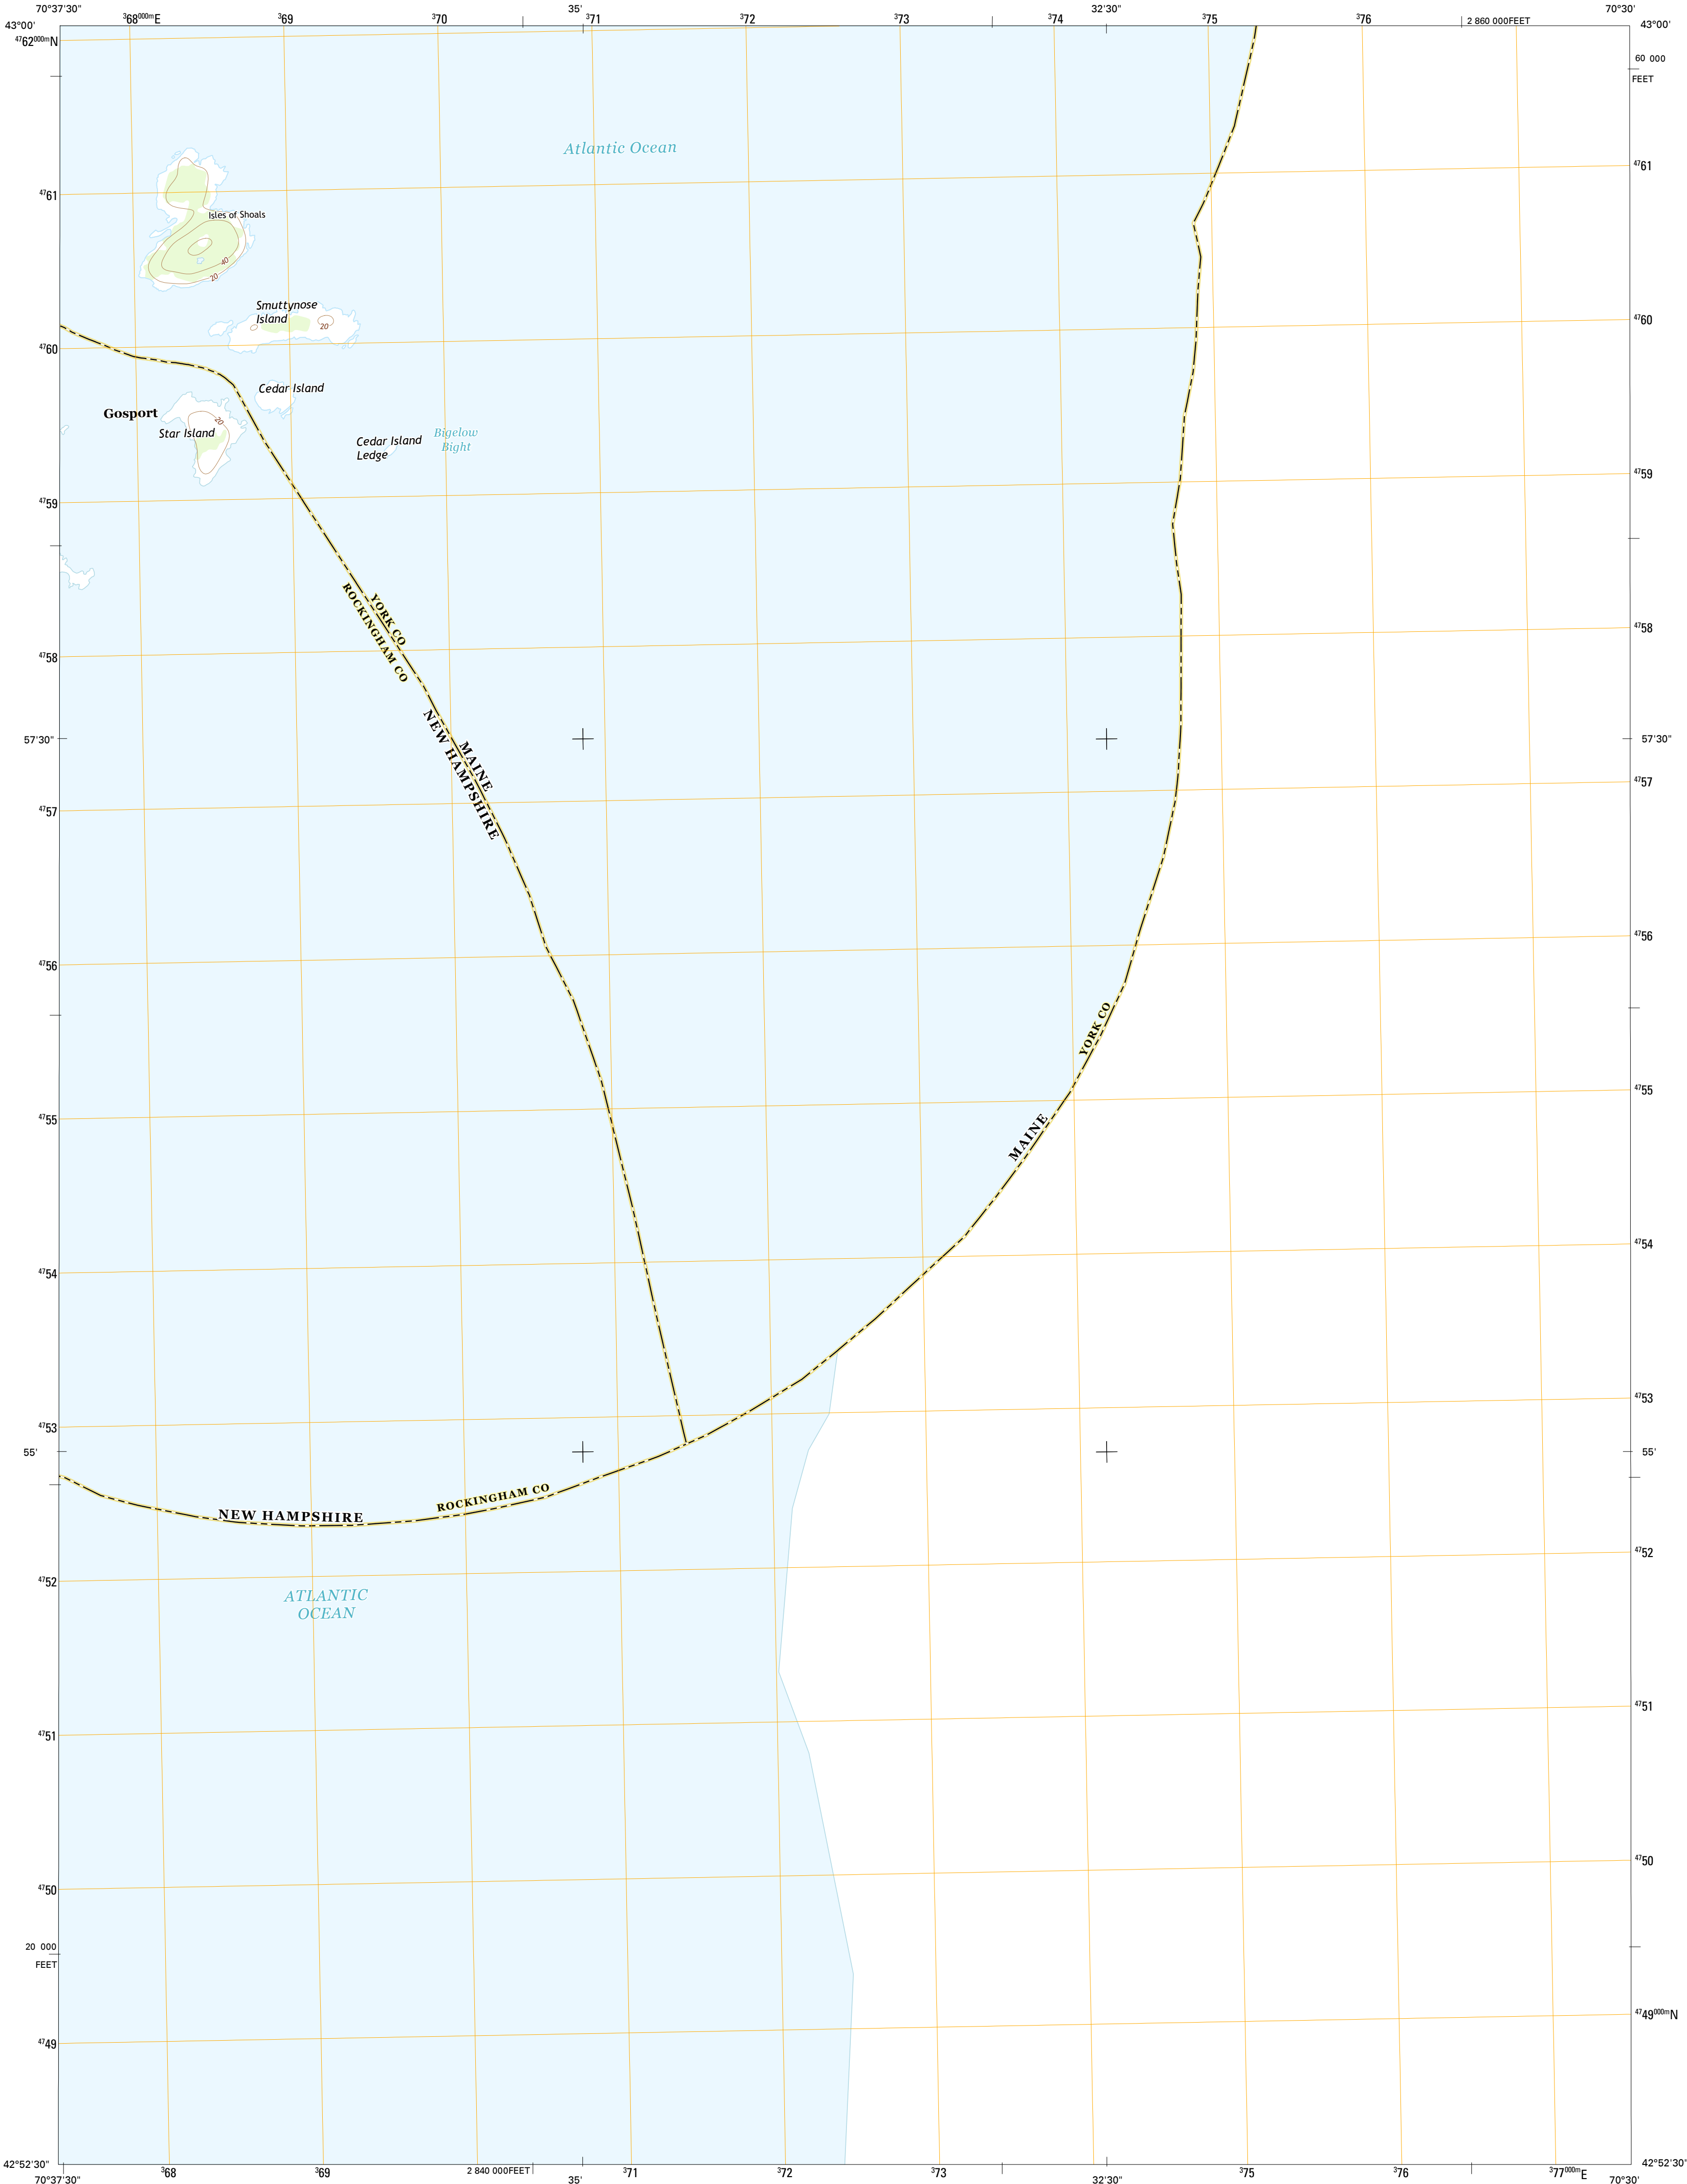 70°37'30"
³68⁰⁰⁰ᵐE
³69
³70
35'
³71
³72
³73
³74
32'30"
³75
³76
2 860 000FEET
70°30'
43°00'
43°00'
⁴⁷62⁰⁰⁰ᵐN
60 000
FEET
Atlantic Ocean
⁴⁷61
⁴⁷61
Isles of Shoals
40
20
Smuttynose
Island
20
⁴⁷60
⁴⁷60
Cedar Island
Gosport
20
Star Island
Cedar Island
Ledge
Bigelow
Bight
⁴⁷59
⁴⁷59
YORK CO
ROCKINGHAM CO
⁴⁷58
⁴⁷58
MAINE
NEW HAMPSHIRE
57'30"
57'30"
⁴⁷57
⁴⁷57
⁴⁷56
⁴⁷56
YORK CO
MAINE
⁴⁷55
⁴⁷55
⁴⁷54
⁴⁷54
⁴⁷53
⁴⁷53
55'
55'
ROCKINGHAM CO
NEW HAMPSHIRE
⁴⁷52
⁴⁷52
ATLANTIC
OCEAN
⁴⁷51
⁴⁷51
⁴⁷50
⁴⁷50
20 000
FEET
⁴⁷49
⁴⁷49⁰⁰⁰ᵐN
42°52'30"
42°52'30"
70°37'30"
³68
³69
2 840 000FEET
35'
³71
³72
³73
32'30"
³75
³76
³77⁰⁰⁰ᵐE
70°30'